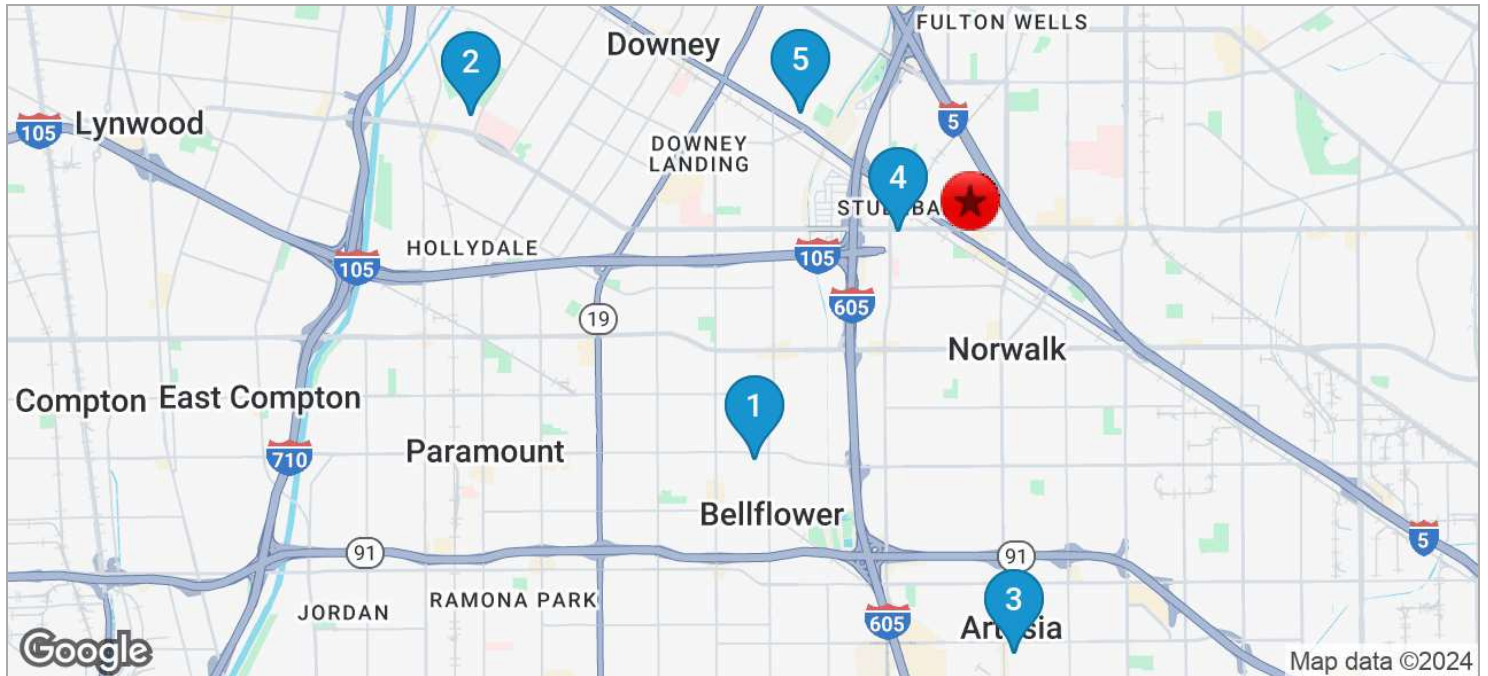 FULTON WELLS
Downey
5
2
5
105
Lynwood
DOWNEY
LANDING
4
HOLLYDALE
105
105
605
19
Norwalk
Compton
East Compton
1
Paramount
710
Bellflower
5
91
91
JORDAN
RAMONA PARK
3
605
Google
Map data ©2024